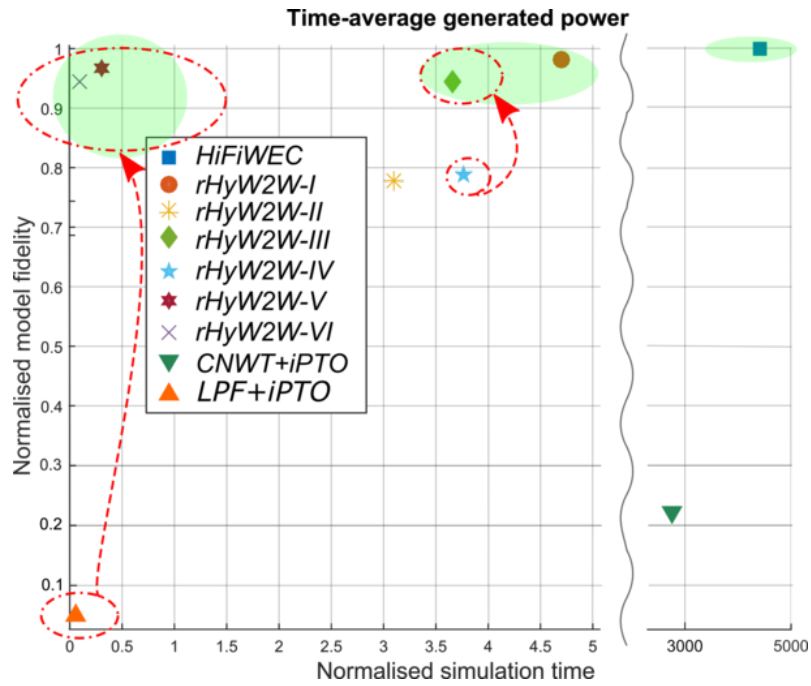 Time-average generated power
Normalised model fidelity
1
0.9
0.8
0.7
0.6
0.5
0.4
0.3
0.2
0.1
HiFiWEC
rHyW2W-I
rHyW2W-II
rHyW2W-III
rHyW2W-IV
rHyW2W-V
rHyW2W-VI
CNWT+iPTO
LPF+iPTO
0 0.5 1 1.5 2 2.5 3 3.5 4 4.5 5 3000 5000
Normalised simulation time